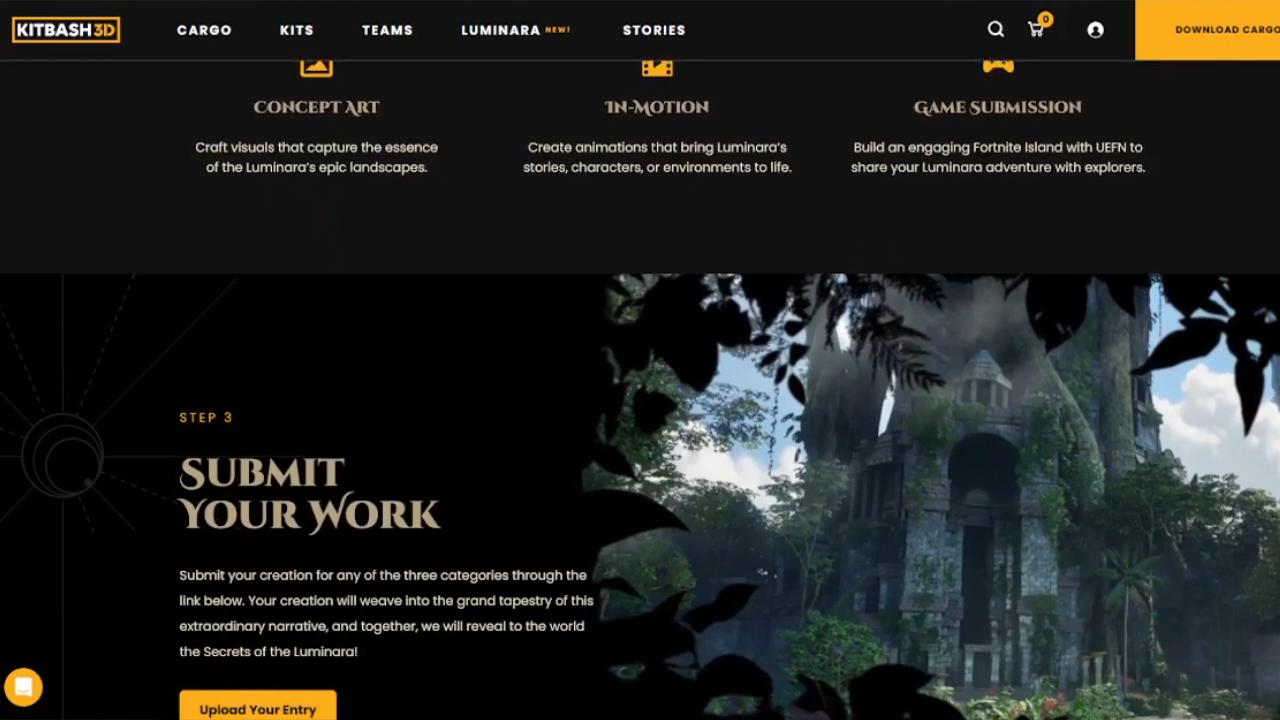 KITBASH3D
CARGO KITS TEAMS LUMINARA NEW! STORIES 0 DOWNLOAD CARGO
Concept Art
Craft visuals that capture the essence
of the Luminara's epic landscapes.
In-Motion
Create animations that bring Luminara's
stories, characters, or environments to life.
Game Submission
Build an engaging Fortnite Island with UEFN to
share your Luminara adventure with explorers.
STEP 3
Submit
Your Work
Submit your creation for any of the three categories through the
link below. Your creation will weave into the grand tapestry of this
extraordinary narrative, and together, we will reveal to the world
the Secrets of the Luminara!
Upload Your Entry